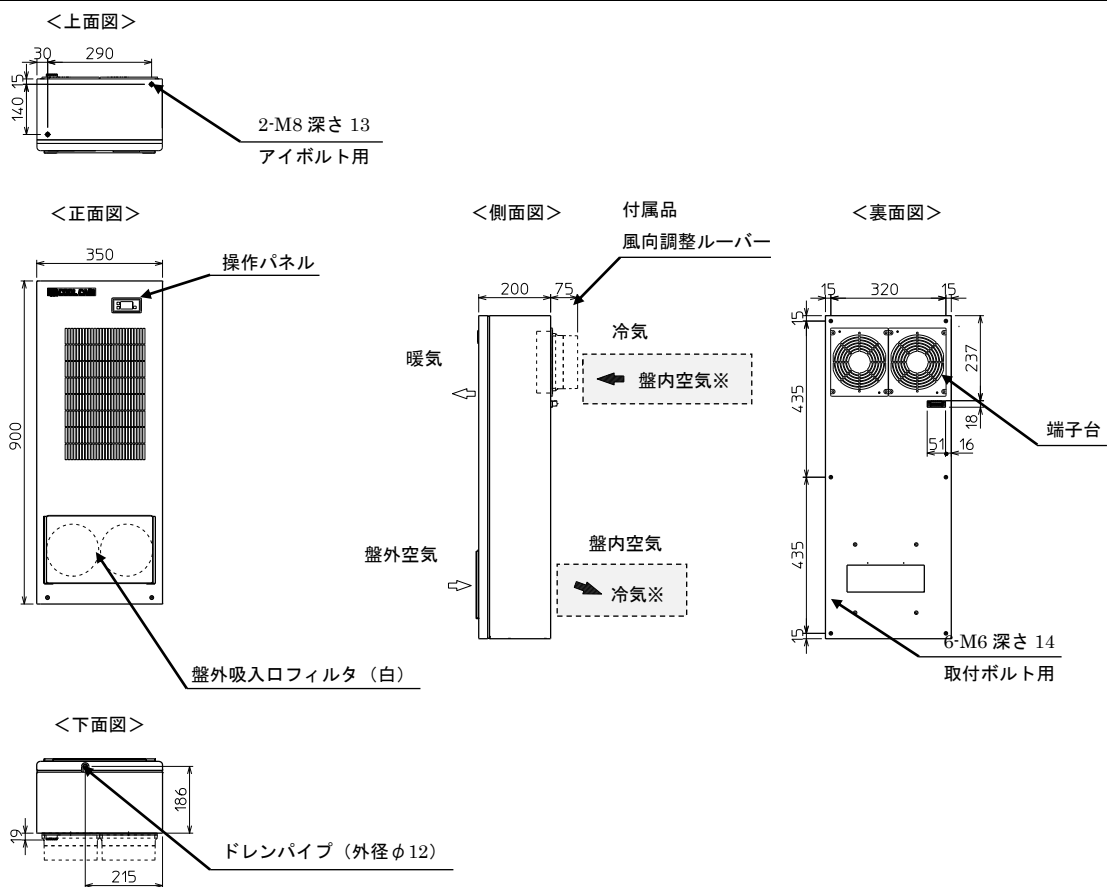 ＜上面図＞
30
290
15
140
2-M8 深さ 13
アイボルト用
＜正面図＞
350
操作パネル
900
盤外吸入口フィルタ（白）
＜側面図＞
付属品
風向調整ルーバー
200
75
暖気
冷気
盤内空気※
盤外空気
盤内空気
冷気※
＜裏面図＞
15
320
15
15
237
435
18
端子台
51
16
435
15
6-M6 深さ 14
取付ボルト用
＜下面図＞
186
19
ドレンパイプ（外径φ12）
215